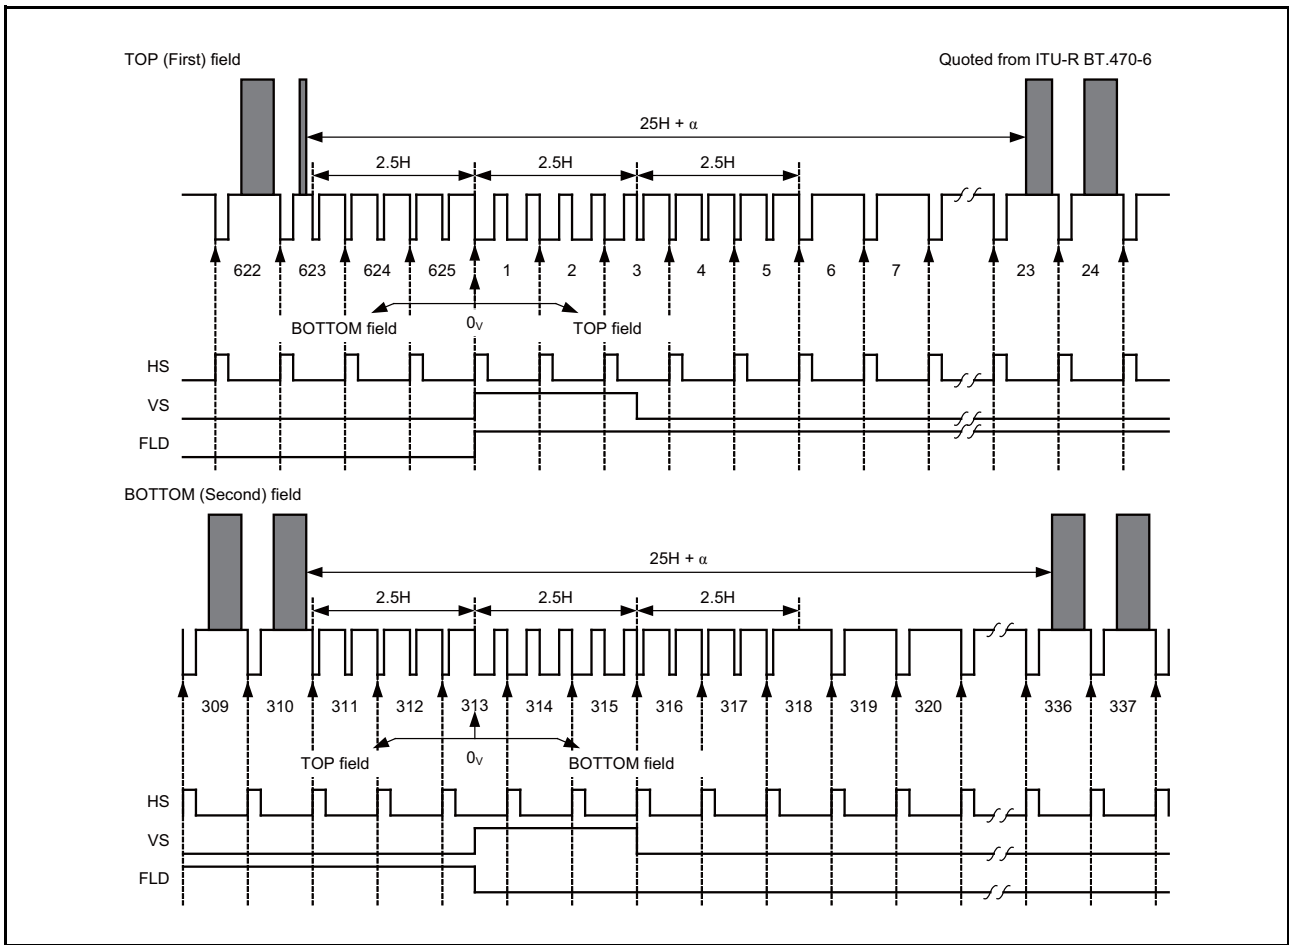 TOP (First) field
Quoted from ITU-R BT.470-6
25H + α
2.5H 2.5H 2.5H
622 623 624 625 1 2 3 4 5 6 7 23 24
BOTTOM field 0V TOP field
HS
VS
FLD
BOTTOM (Second) field
25H + α
2.5H 2.5H 2.5H
309 310 311 312 313 314 315 316 317 318 319 320 336 337
TOP field 0V BOTTOM field
HS
VS
FLD